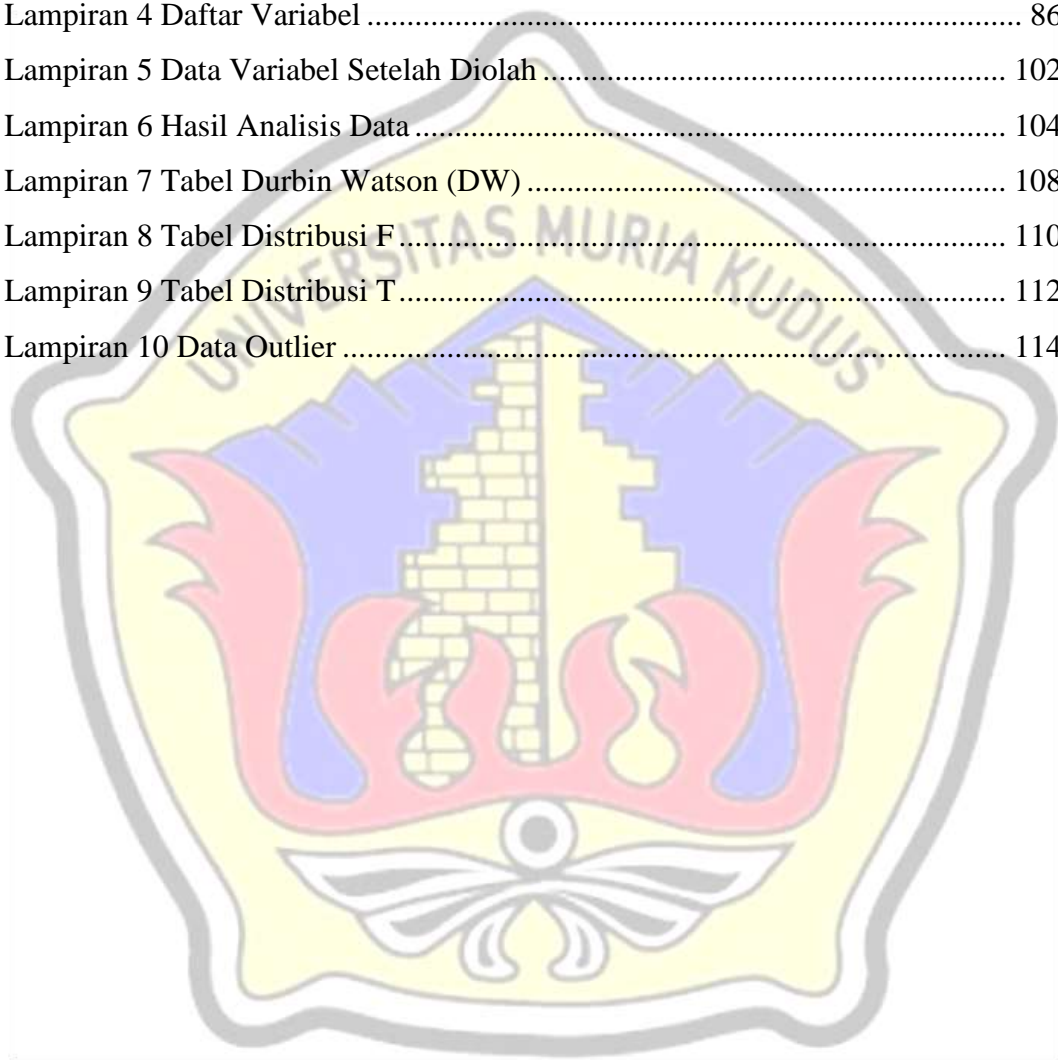 Lampiran 4 Daftar Variabel ........................................................................................... 86
Lampiran 5 Data Variabel Setelah Diolah ................................................................ 102
Lampiran 6 Hasil Analisis Data .................................................................................. 104
Lampiran 7 Tabel Durbin Watson (DW) .................................................................. 108
Lampiran 8 Tabel Distribusi F .................................................................................... 110
Lampiran 9 Tabel Distribusi T .................................................................................... 112
Lampiran 10 Data Outlier ........................................................................................... 114
UNIVERSITAS MURIA KUDUS